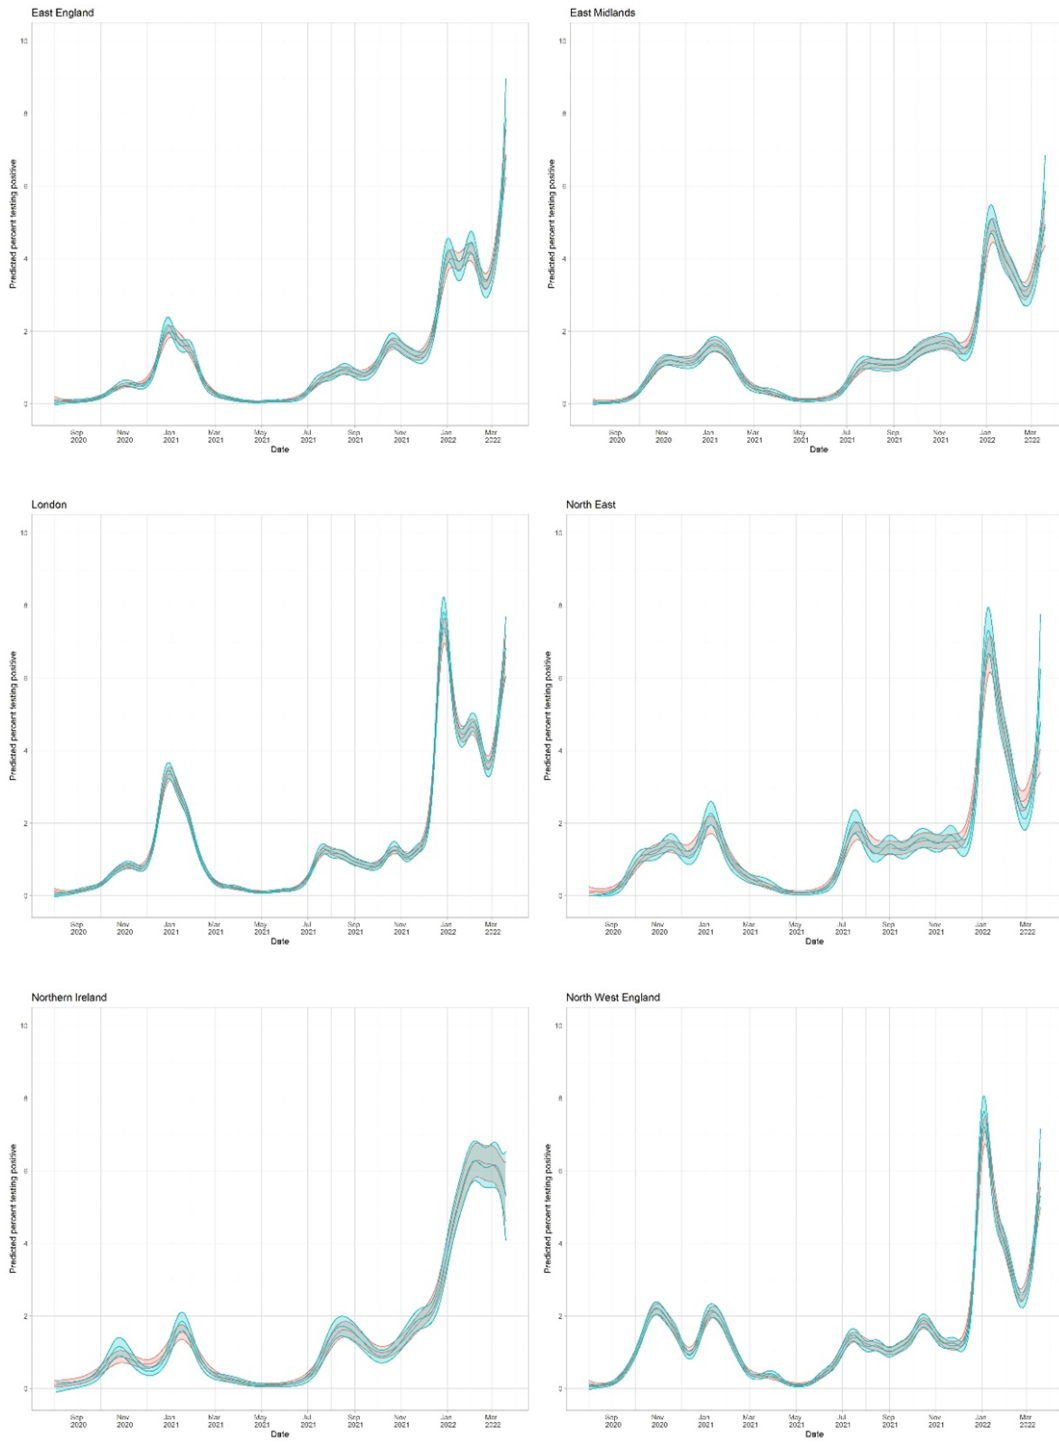 East England
10
8
6
4
2
0
Predicted percent testing positive
Sep Nov Jan Mar May Jul Sep Nov Jan Mar
2020 2020 2021 2021 2021 2021 2021 2021 2022 2022
Date
East Midlands
10
8
6
4
2
0
Predicted percent testing positive
Sep Nov Jan Mar May Jul Sep Nov Jan Mar
2020 2020 2021 2021 2021 2021 2021 2021 2022 2022
Date
London
10
8
6
4
2
0
Predicted percent testing positive
Sep Nov Jan Mar May Jul Sep Nov Jan Mar
2020 2020 2021 2021 2021 2021 2021 2021 2022 2022
Date
North East
10
8
6
4
2
0
Predicted percent testing positive
Sep Nov Jan Mar May Jul Sep Nov Jan Mar
2020 2020 2021 2021 2021 2021 2021 2021 2022 2022
Date
Northern Ireland
10
8
6
4
2
0
Predicted percent testing positive
Sep Nov Jan Mar May Jul Sep Nov Jan Mar
2020 2020 2021 2021 2021 2021 2021 2021 2022 2022
Date
North West England
10
8
6
4
2
0
Predicted percent testing positive
Sep Nov Jan Mar May Jul Sep Nov Jan Mar
2020 2020 2021 2021 2021 2021 2021 2021 2022 2022
Date